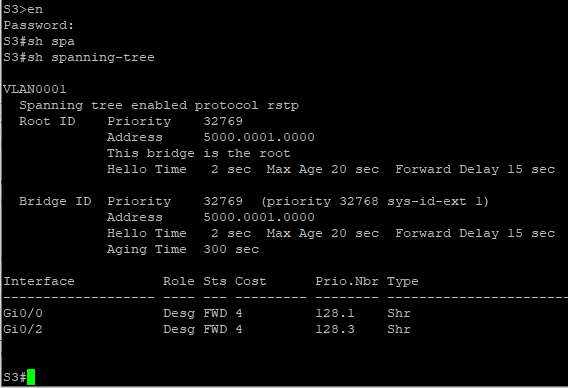 S3>en
Password:
S3#sh spa
S3#sh spanning-tree

VLAN0001
  Spanning tree enabled protocol rstp
  Root ID    Priority    32769
             Address     5000.0001.0000
             This bridge is the root
             Hello Time   2 sec  Max Age 20 sec  Forward Delay 15 sec

  Bridge ID  Priority    32769  (priority 32768 sys-id-ext 1)
             Address     5000.0001.0000
             Hello Time   2 sec  Max Age 20 sec  Forward Delay 15 sec
             Aging Time  300 sec

Interface           Role Sts Cost      Prio.Nbr Type
------------------- ---- --- --------- -------- --------------------------------
Gi0/0               Desg FWD 4         128.1    Shr
Gi0/2               Desg FWD 4         128.3    Shr

S3#